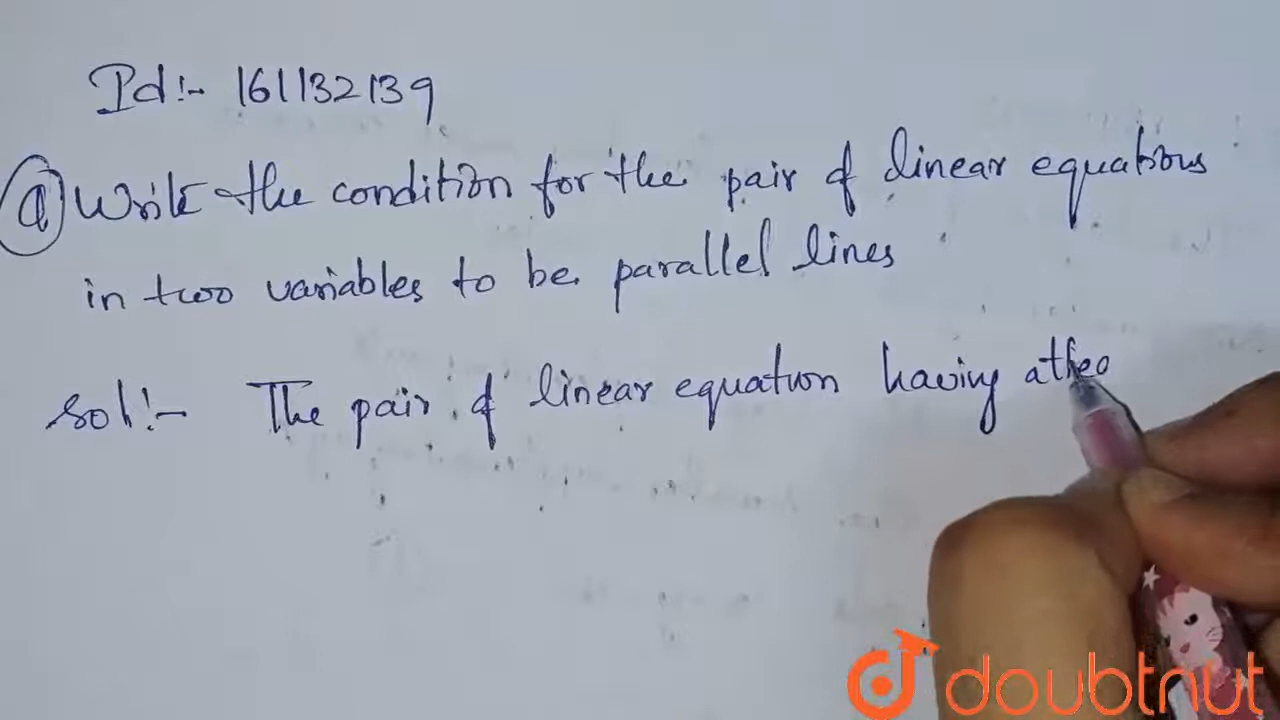 Id:- 161132139
Q Write the condition for the pair of linear equations
in two variables to be parallel lines
Sol:- The pair of linear equation having
doubtnut